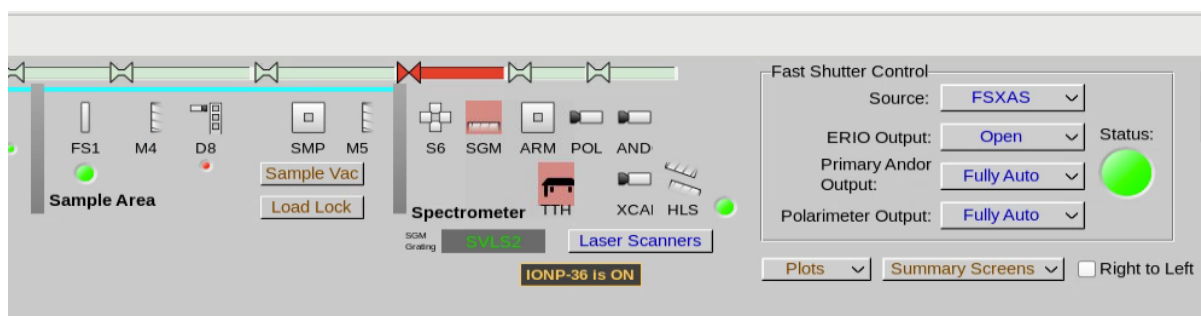 Fast Shutter Control
Source: FSXAS
ERIO Output: Open
Status:
Primary Andor Output: Fully Auto
Polarimeter Output: Fully Auto
FS1 M4 D8 SMP M5 S6 SGM ARM POL AND
Sample Vac
Sample Area
Load Lock
Spectrometer TTH XCAI HLS
SGM Grating SVLS2
Laser Scanners
IONP-36 is ON
Plots Summary Screens Right to Left